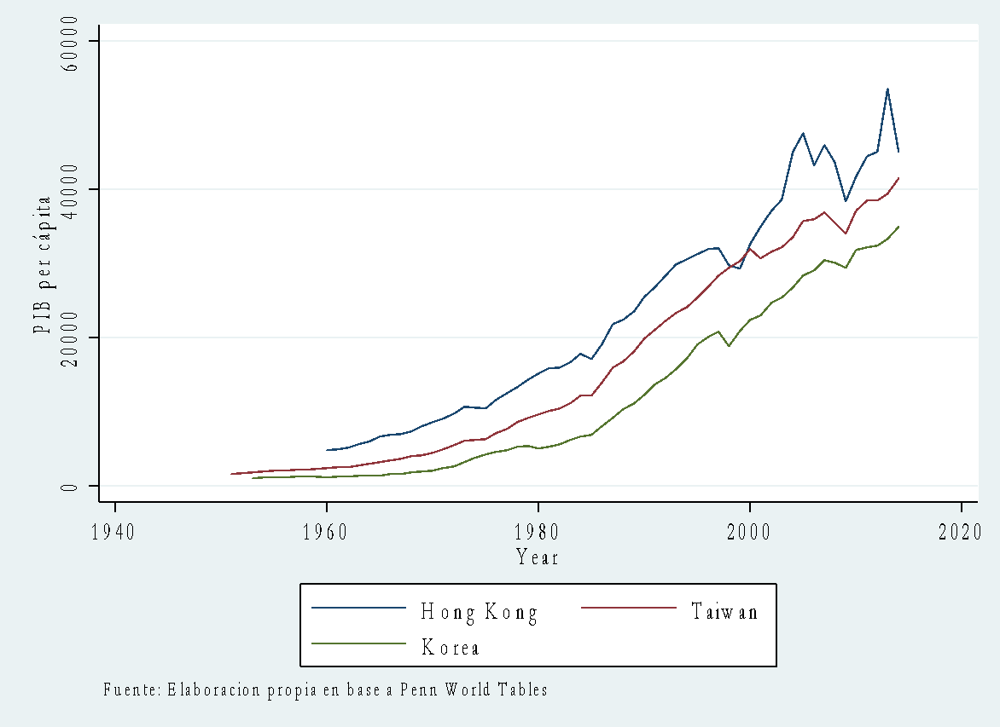 60000
40000
20000
0
PIB per cápita
1940 1960 1980 2000 2020
Year
Hong Kong Taiwan
Korea
Fuente: Elaboracion propia en base a Penn World Tables